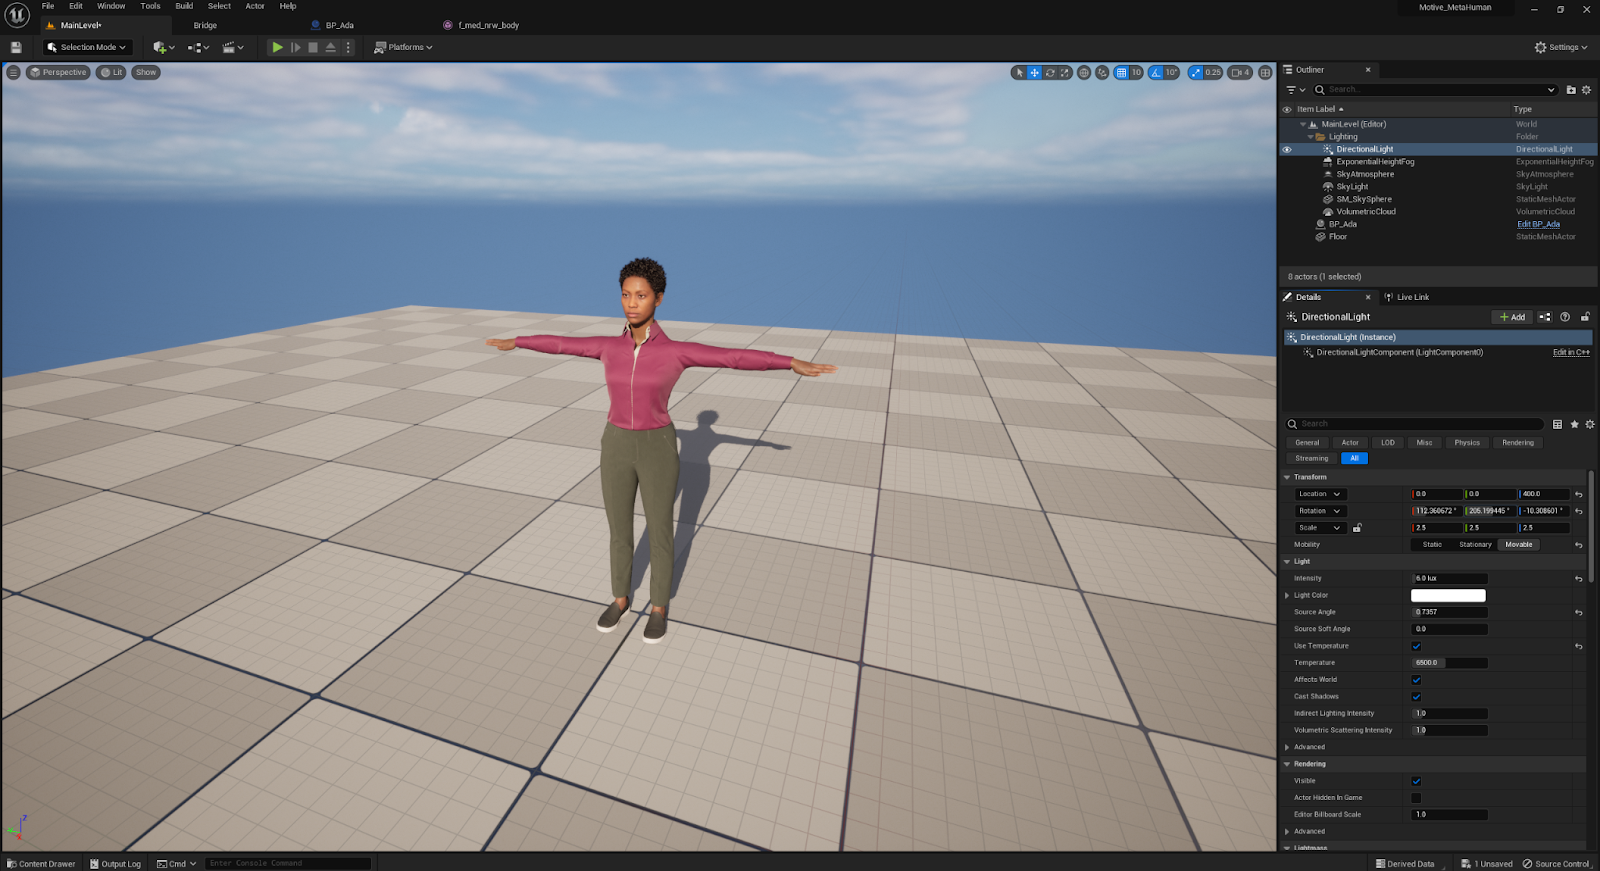 File Edit Window Tools Build Select Actor Help
Motive_MetaHuman
MainLevel*
Bridge
BP_Ada
f_med_nrw_body
Selection Mode
Platforms
Settings
Perspective
Lit
Show
10
10°
0.25
4
Outliner
Search...
Item Label
Type
MainLevel (Editor)
World
Lighting
Folder
DirectionalLight
DirectionalLight
ExponentialHeightFog
ExponentialHeightFog
SkyAtmosphere
SkyAtmosphere
SkyLight
SkyLight
SM_SkySphere
StaticMeshActor
VolumetricCloud
VolumetricCloud
BP_Ada
Edit BP_Ada
Floor
StaticMeshActor
8 actors (1 selected)
Details
Live Link
DirectionalLight
Add
DirectionalLight (Instance)
DirectionalLightComponent (LightComponent0)
Edit in C++
Search
General
Actor
LOD
Misc
Physics
Rendering
Streaming
All
Transform
Location
0.0
0.0
400.0
Rotation
112.360672 °
205.199445 °
-10.308601 °
Scale
2.5
2.5
2.5
Mobility
Static
Stationary
Movable
Light
Intensity
6.0 lux
Light Color
Source Angle
0.7357
Source Soft Angle
0.0
Use Temperature
Temperature
6500.0
Affects World
Cast Shadows
Indirect Lighting Intensity
1.0
Volumetric Scattering Intensity
1.0
Advanced
Rendering
Visible
Actor Hidden In Game
Editor Billboard Scale
1.0
Advanced
Lightmass
Z
Content Drawer
Output Log
Cmd
Enter Console Command
Derived Data
1 Unsaved
Source Control